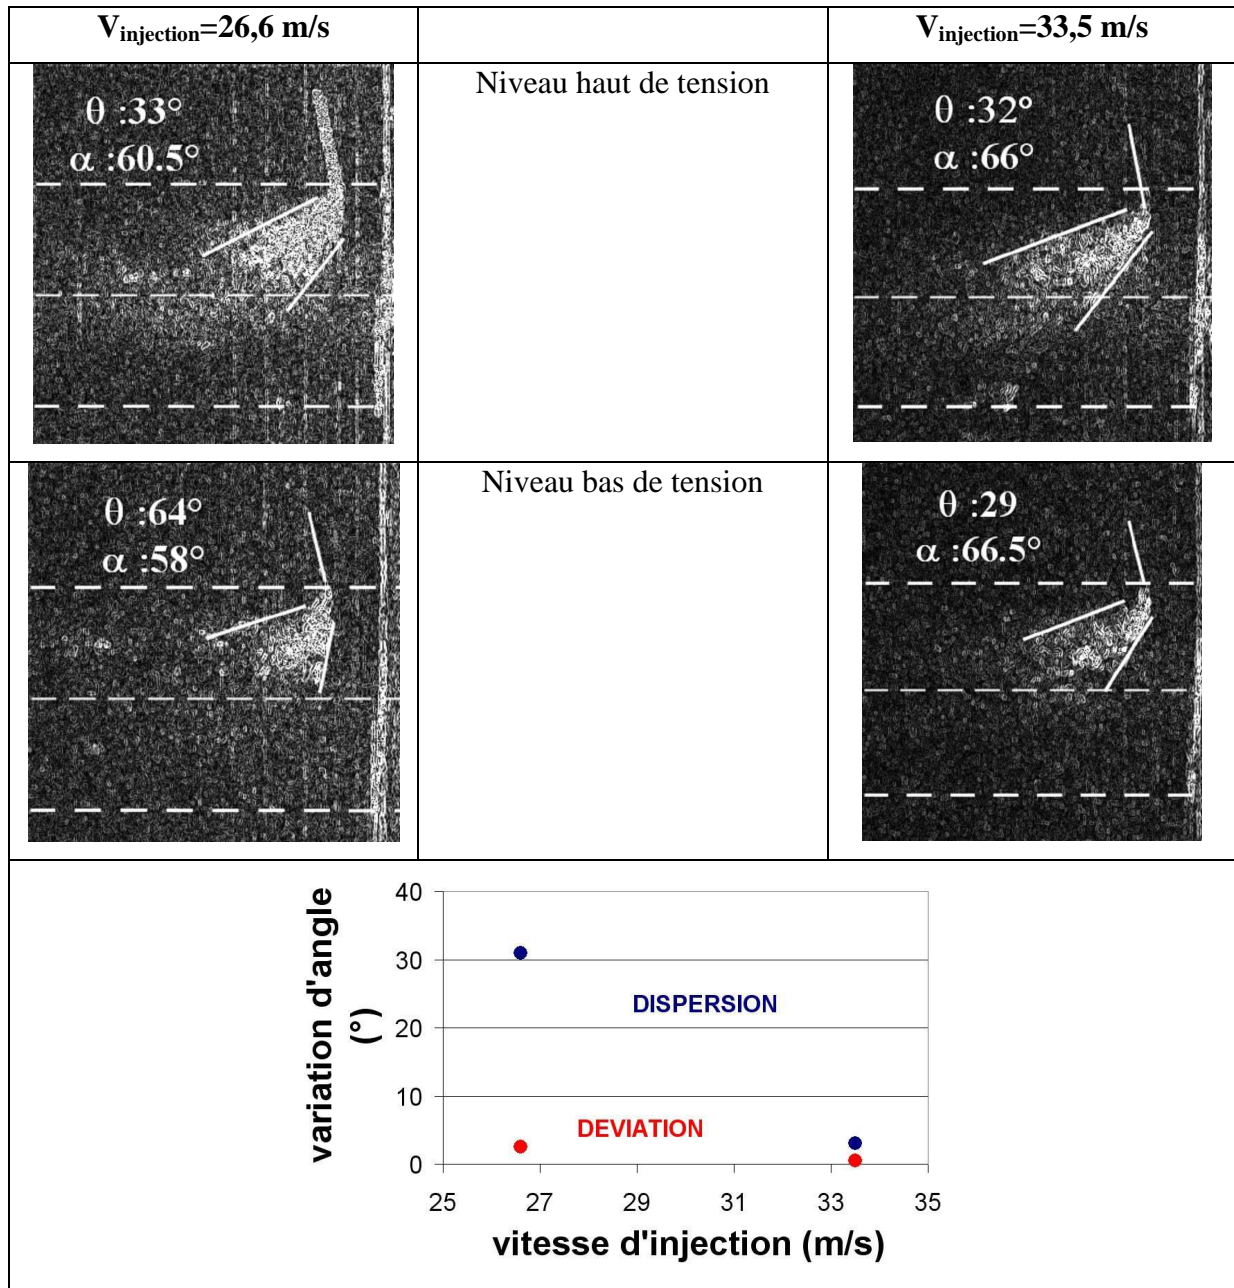 Vinjection=26,6 m/s
Vinjection=33,5 m/s
θ :33°
α :60.5°
Niveau haut de tension
θ :32°
α :66°
θ :64°
α :58°
Niveau bas de tension
θ :29
α :66.5°
variation d'angle
(°)
40
30
20
10
0
DISPERSION
DEVIATION
25 27 29 31 33 35
vitesse d'injection (m/s)